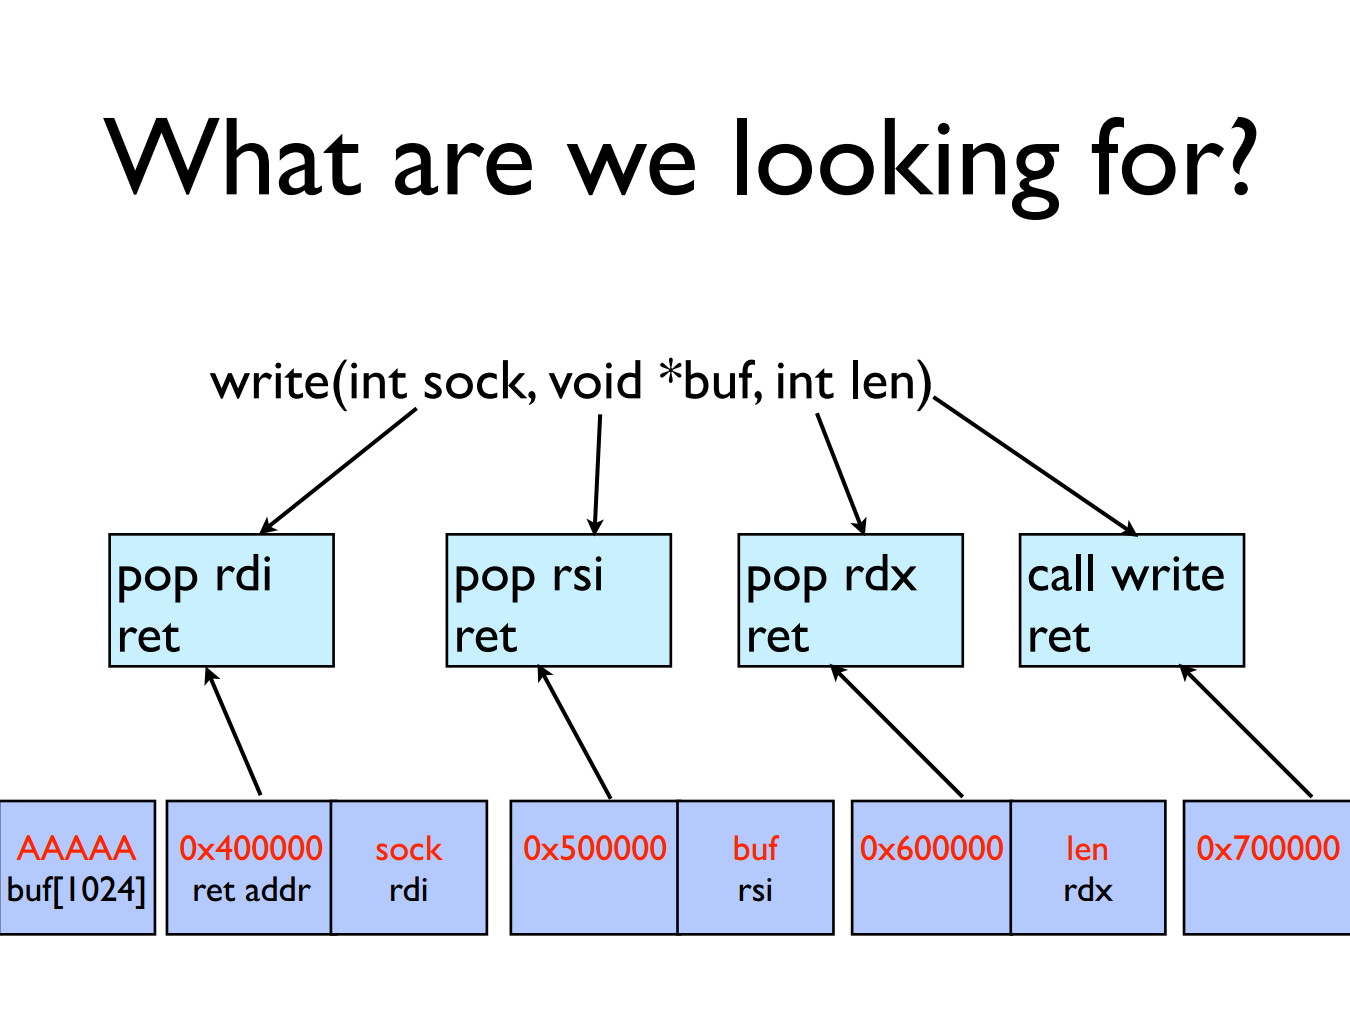 What are we looking for?
write(int sock, void *buf, int len)
pop rdi
ret
pop rsi
ret
pop rdx
ret
call write
ret
AAAAA
buf[1024]
0x400000
ret addr
sock
rdi
0x500000
buf
rsi
0x600000
len
rdx
0x700000